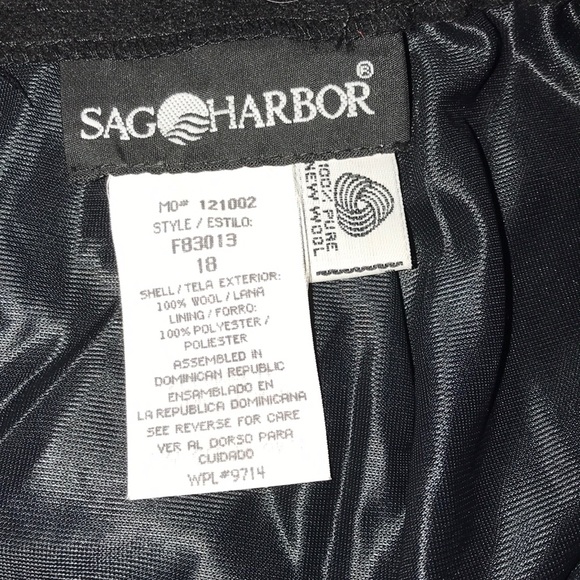 SAG HARBOR®
MO# 121002
STYLE / ESTILO:
F83013
18
SHELL / TELA EXTERIOR:
100% WOOL / LANA
LINING / FORRO:
100% POLYESTER /
POLIESTER
ASSEMBLED IN
DOMINICAN REPUBLIC
ENSAMBLADO EN
LA REPUBLICA DOMINICANA
SEE REVERSE FOR CARE
VER AL DORSO PARA
CUIDADO
WPL#9714
100% PURE
NEW WOOL